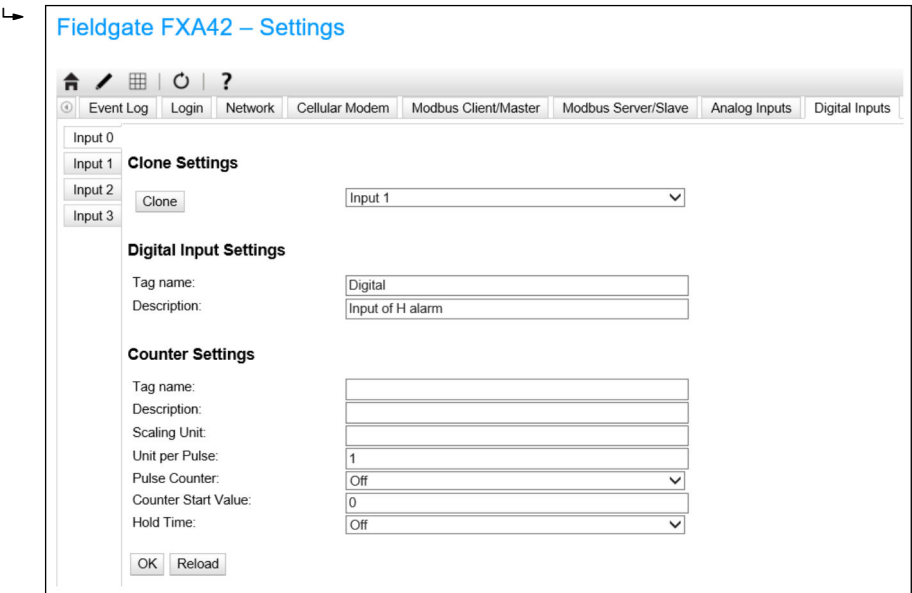 Fieldgate FXA42 – Settings
?
Event Log Login Network Cellular Modem Modbus Client/Master Modbus Server/Slave Analog Inputs Digital Inputs
Input 0
Input 1
Input 2
Input 3
Clone Settings
Clone Input 1
Digital Input Settings
Tag name: Digital
Description: Input of H alarm
Counter Settings
Tag name:
Description:
Scaling Unit:
Unit per Pulse: 1
Pulse Counter: Off
Counter Start Value: 0
Hold Time: Off
OK Reload